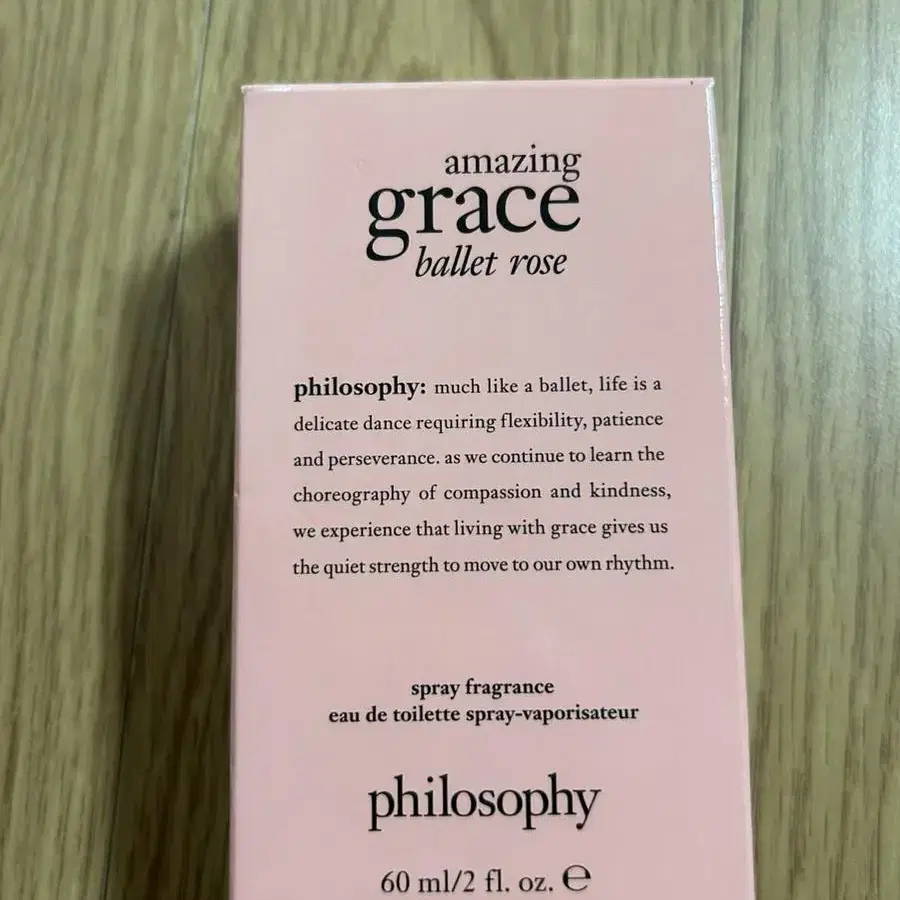 amazing
grace
ballet rose
philosophy: much like a ballet, life is a
delicate dance requiring flexibility, patience
and perseverance. as we continue to learn the
choreography of compassion and kindness,
we experience that living with grace gives us
the quiet strength to move to our own rhythm.
spray fragrance
eau de toilette spray-vaporisateur
philosophy
60 ml/2 fl. oz. ℮